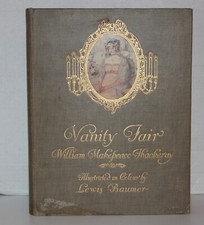 Vanity Fair
William Makepeace Thackeray
Illustrated in Colour by
Lewis Baumer